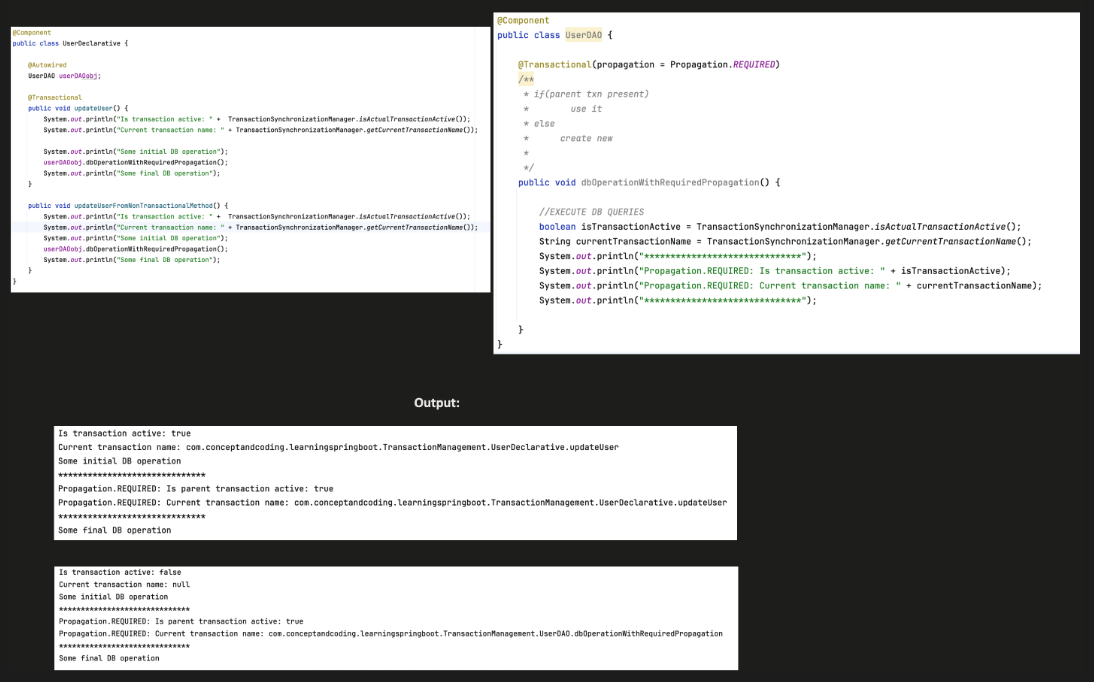 @Component
public class UserDeclarative {
@Autowired
UserDAO userDAOobj;
@Transactional
public void updateUser() {
System.out.println("Is transaction active: " +  TransactionSynchronizationManager.isActualTransactionActive());
System.out.println("Current transaction name: " + TransactionSynchronizationManager.getCurrentTransactionName());
System.out.println("Some initial DB operation");
userDAOobj.dbOperationWithRequiredPropagation();
System.out.println("Some final DB operation");
}
public void updateUserFromNonTransactionalMethod() {
System.out.println("Is transaction active: " +  TransactionSynchronizationManager.isActualTransactionActive());
System.out.println("Current transaction name: " + TransactionSynchronizationManager.getCurrentTransactionName());
System.out.println("Some initial DB operation");
userDAOobj.dbOperationWithRequiredPropagation();
System.out.println("Some final DB operation");
}
}
@Component
public class UserDAO {
@Transactional(propagation = Propagation.REQUIRED)
/**
* if(parent txn present)
*       use it
* else
*      create new
*
*/
public void dbOperationWithRequiredPropagation() {
//EXECUTE DB QUERIES
boolean isTransactionActive = TransactionSynchronizationManager.isActualTransactionActive();
String currentTransactionName = TransactionSynchronizationManager.getCurrentTransactionName();
System.out.println("******************************");
System.out.println("Propagation.REQUIRED: Is transaction active: " + isTransactionActive);
System.out.println("Propagation.REQUIRED: Current transaction name: " + currentTransactionName);
System.out.println("******************************");
}
}
Output:
Is transaction active: true
Current transaction name: com.conceptandcoding.learningspringboot.TransactionManagement.UserDeclarative.updateUser
Some initial DB operation
******************************
Propagation.REQUIRED: Is parent transaction active: true
Propagation.REQUIRED: Current transaction name: com.conceptandcoding.learningspringboot.TransactionManagement.UserDeclarative.updateUser
******************************
Some final DB operation
Is transaction active: false
Current transaction name: null
Some initial DB operation
******************************
Propagation.REQUIRED: Is parent transaction active: true
Propagation.REQUIRED: Current transaction name: com.conceptandcoding.learningspringboot.TransactionManagement.UserDAO.dbOperationWithRequiredPropagation
******************************
Some final DB operation